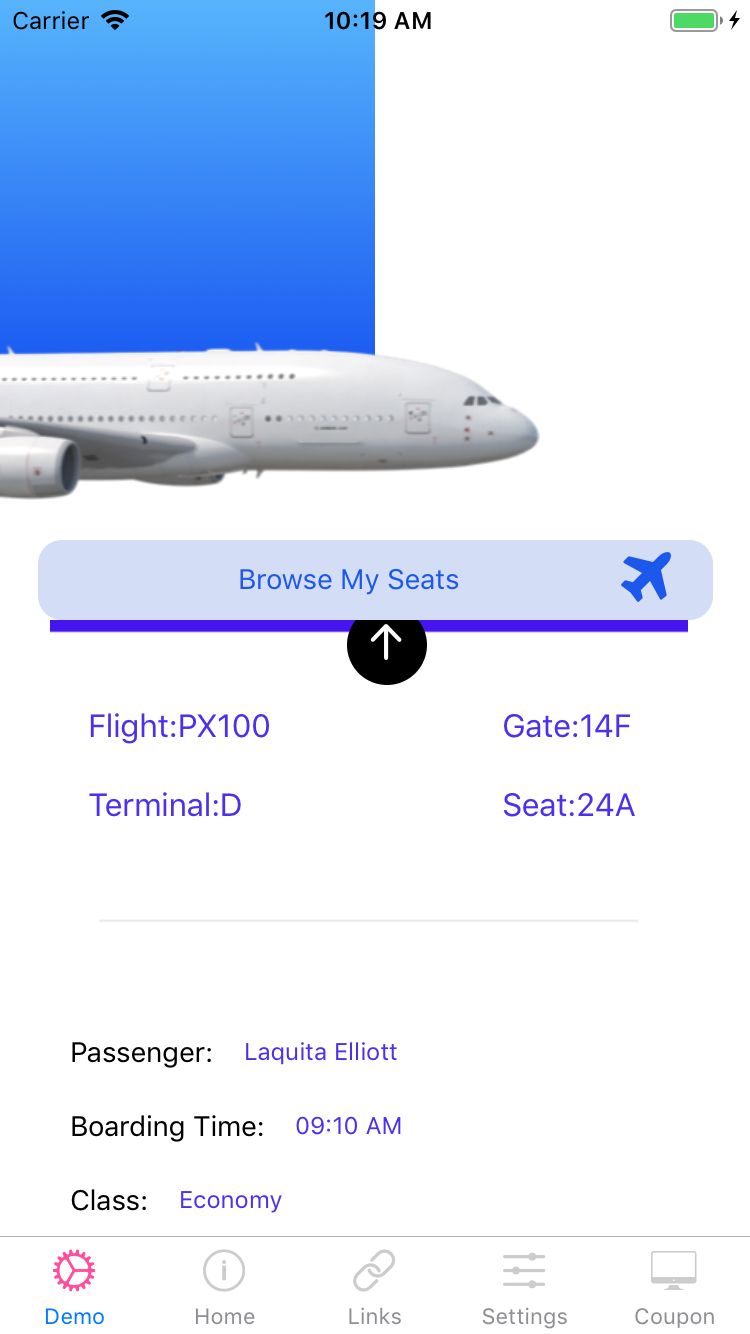 Carrier 10:19 AM
Browse My Seats
Flight:PX100 Gate:14F
Terminal:D Seat:24A
Passenger: Laquita Elliott
Boarding Time: 09:10 AM
Class: Economy
Demo Home Links Settings Coupon